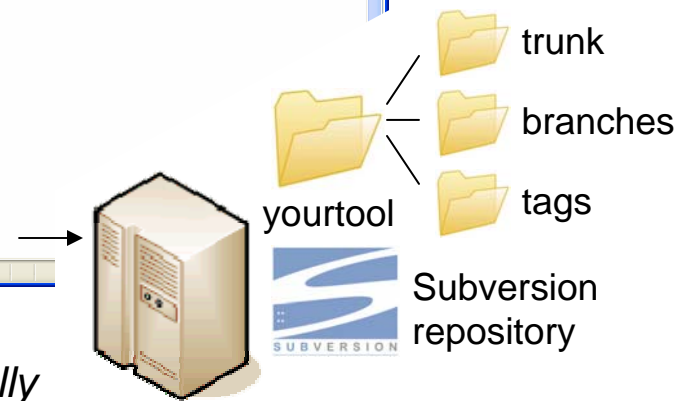 trunk
branches
tags
yourtool
Subversion
repository
SUBVERSION
lly